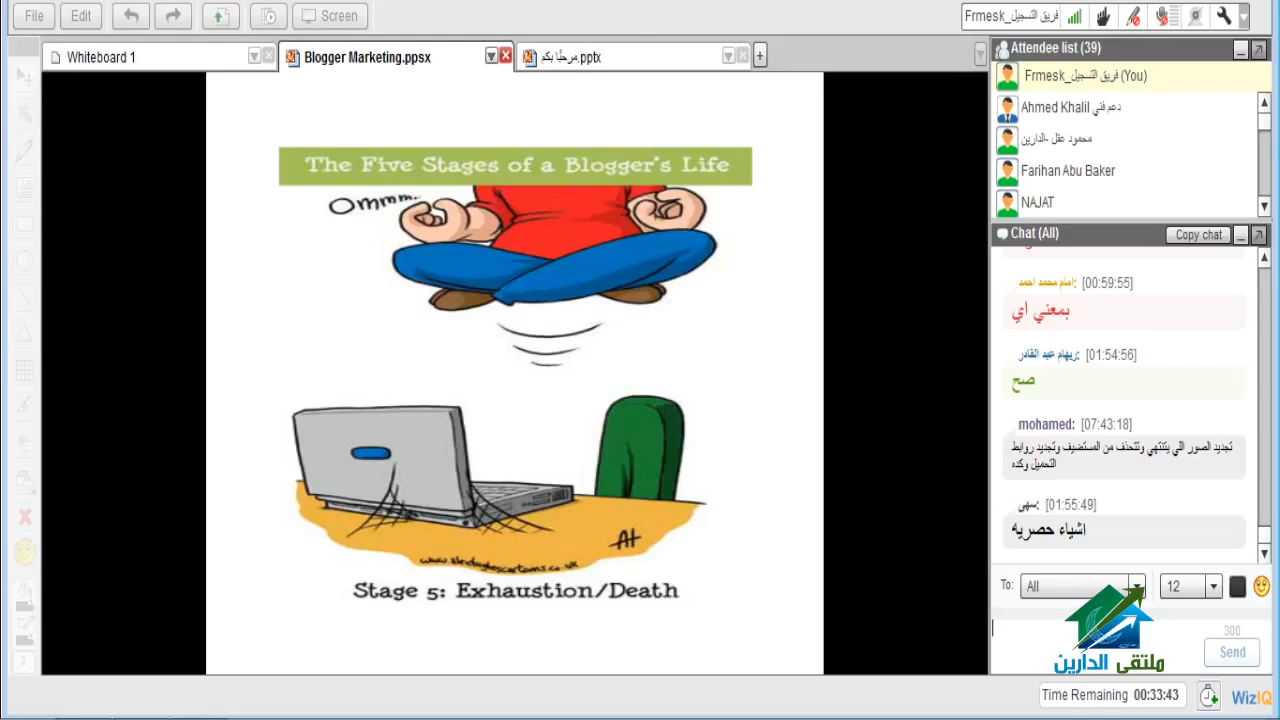 File
Edit
Screen
Frmesk_فريق التسجيل
Whiteboard 1
Blogger Marketing.ppsx
مرحبًا بكم.pptx
Attendee list (39)
Frmesk_فريق التسجيل (You)
Ahmed Khalil دعم فني
محمود عقل -الدارين
Farihan Abu Baker
NAJAT
The Five Stages of a Blogger's Life
Ommm..
Stage 5: Exhaustion/Death
Chat (All)
Copy chat
امام محمد احمد: [00:59:55]
بمعني اي
ريهام عبد القادر: [01:54:56]
صح
mohamed: [07:43:18]
تجديد الصور اللي يتنتهي وتتحذف من المستضيف وتجديد روابط
التحميل وكده
سهى: [01:55:49]
اشياء حصريه
To:
All
12
300
Send
ملتقى الدارين
Time Remaining 00:33:43
WizIQ